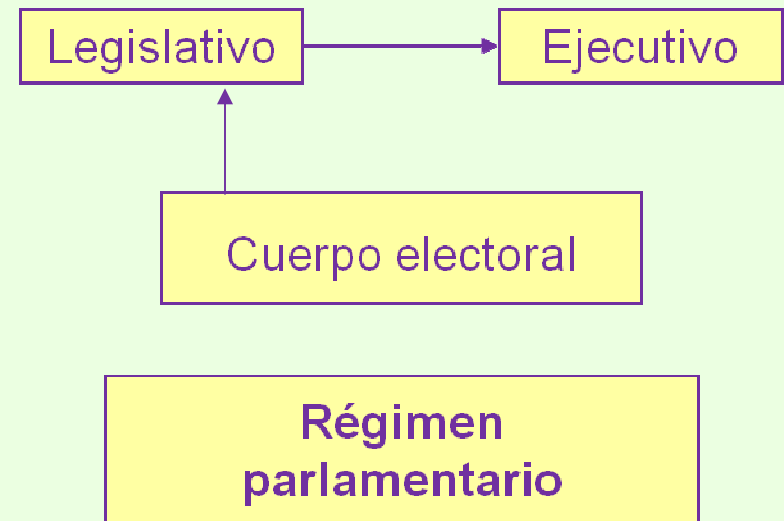 Legislativo
Ejecutivo
Cuerpo electoral
Régimen
parlamentario